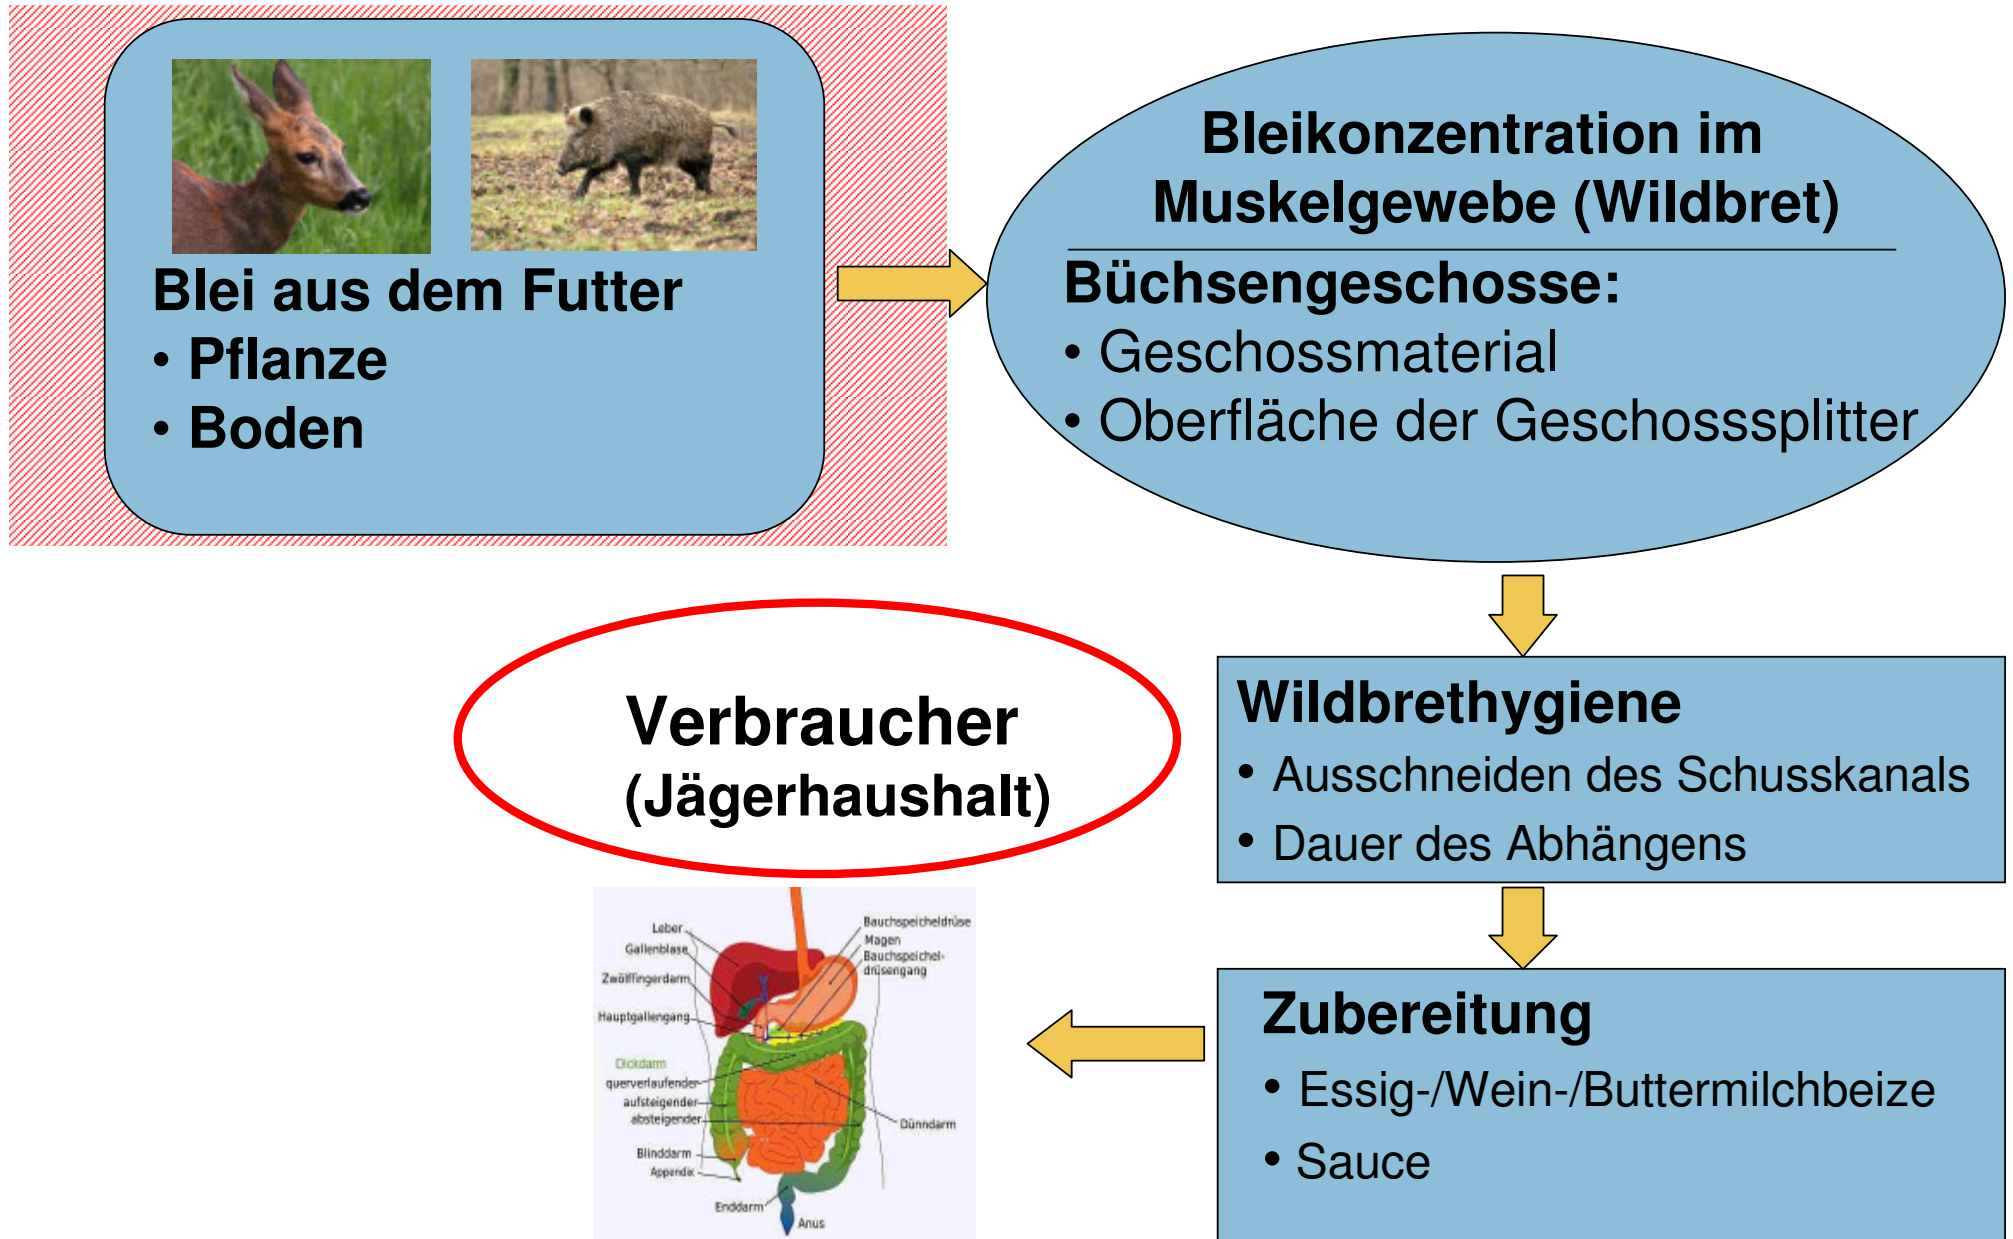 Blei aus dem Futter
• Pflanze
• Boden
Bleikonzentration im
Muskelgewebe (Wildbret)
Büchsengeschosse:
• Geschossmaterial
• Oberfläche der Geschosssplitter
Wildbrethygiene
• Ausschneiden des Schusskanals
• Dauer des Abhängens
Zubereitung
• Essig-/Wein-/Buttermilchbeize
• Sauce
Verbraucher
(Jägerhaushalt)
Leber
Gallenblase
Zwölffingerdarm
Hauptgallengang
Dickdarm
querverlaufender
aufsteigender
absteigender
Blinddarm
Appendix
Enddarm
Bauchspeicheldrüse
Magen
Bauchspeichel-
drüsengang
Dünndarm
Anus